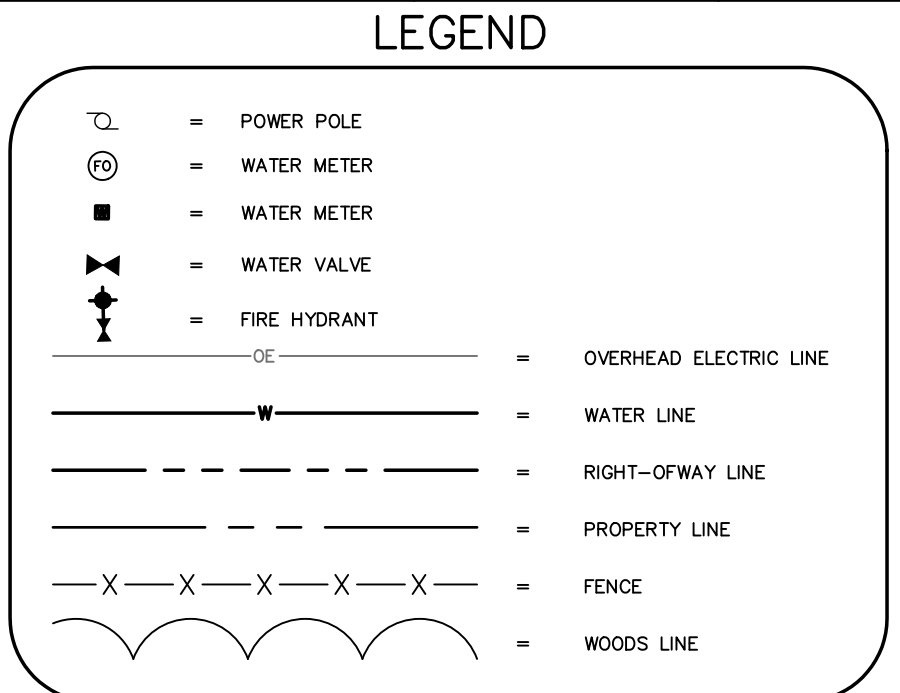 LEGEND
= POWER POLE
FO = WATER METER
= WATER METER
= WATER VALVE
= FIRE HYDRANT
OE = OVERHEAD ELECTRIC LINE
W = WATER LINE
= RIGHT-OFWAY LINE
= PROPERTY LINE
X X X X X = FENCE
= WOODS LINE